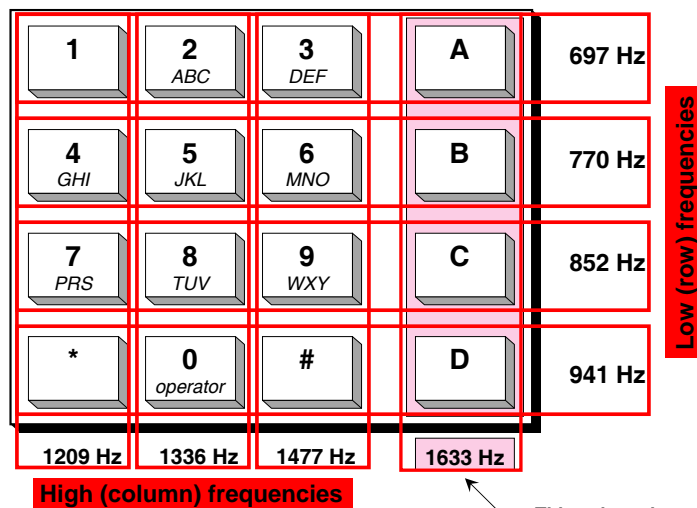 1 2 3 A 697 Hz
ABC DEF
4 5 6 B 770 Hz
GHI JKL MNO
7 8 9 C 852 Hz
PRS TUV WXY
* 0 # D 941 Hz
operator
1209 Hz 1336 Hz 1477 Hz 1633 Hz
High (column) frequencies
Low (row) frequencies